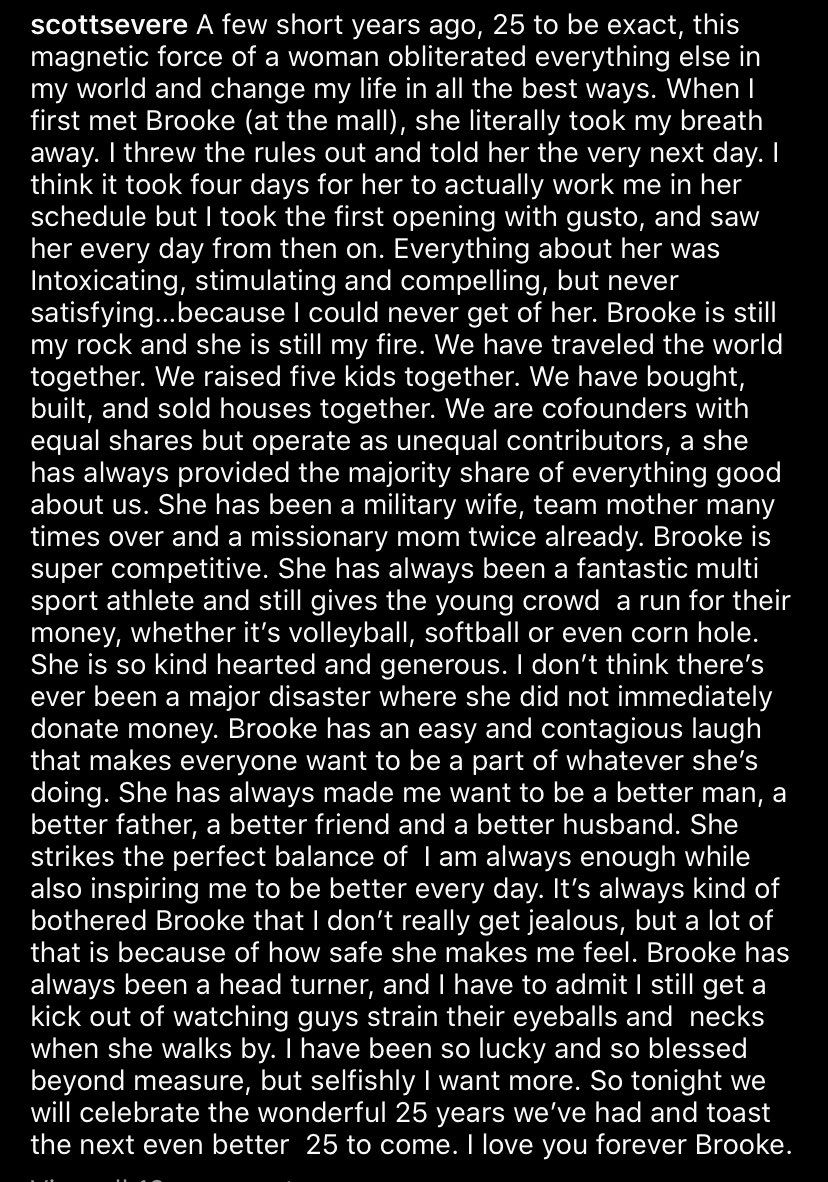 scottsevere A few short years ago, 25 to be exact, this
magnetic force of a woman obliterated everything else in
my world and change my life in all the best ways. When I
first met Brooke (at the mall), she literally took my breath
away. I threw the rules out and told her the very next day. I
think it took four days for her to actually work me in her
schedule but I took the first opening with gusto, and saw
her every day from then on. Everything about her was
Intoxicating, stimulating and compelling, but never
satisfying...because I could never get of her. Brooke is still
my rock and she is still my fire. We have traveled the world
together. We raised five kids together. We have bought,
built, and sold houses together. We are cofounders with
equal shares but operate as unequal contributors, a she
has always provided the majority share of everything good
about us. She has been a military wife, team mother many
times over and a missionary mom twice already. Brooke is
super competitive. She has always been a fantastic multi
sport athlete and still gives the young crowd  a run for their
money, whether it's volleyball, softball or even corn hole.
She is so kind hearted and generous. I don't think there's
ever been a major disaster where she did not immediately
donate money. Brooke has an easy and contagious laugh
that makes everyone want to be a part of whatever she's
doing. She has always made me want to be a better man, a
better father, a better friend and a better husband. She
strikes the perfect balance of  I am always enough while
also inspiring me to be better every day. It's always kind of
bothered Brooke that I don't really get jealous, but a lot of
that is because of how safe she makes me feel. Brooke has
always been a head turner, and I have to admit I still get a
kick out of watching guys strain their eyeballs and  necks
when she walks by. I have been so lucky and so blessed
beyond measure, but selfishly I want more. So tonight we
will celebrate the wonderful 25 years we've had and toast
the next even better  25 to come. I love you forever Brooke.